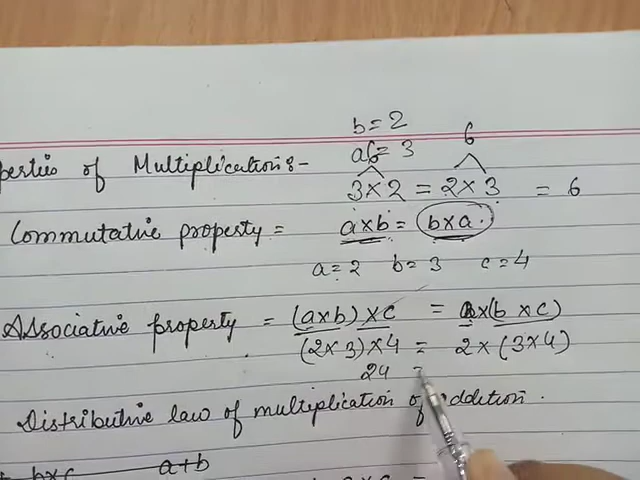 b = 2
6
a = 3
perties of Multiplication:-
3 × 2 = 2 × 3 = 6
Commutative property = a×b = b×a.
a = 2 b = 3 c = 4
Associative property = (a×b) × c = a×(b × c)
(2×3)×4 = 2 × (3×4)
24 =
Distributive law of multiplication of addition.
b×c a+b